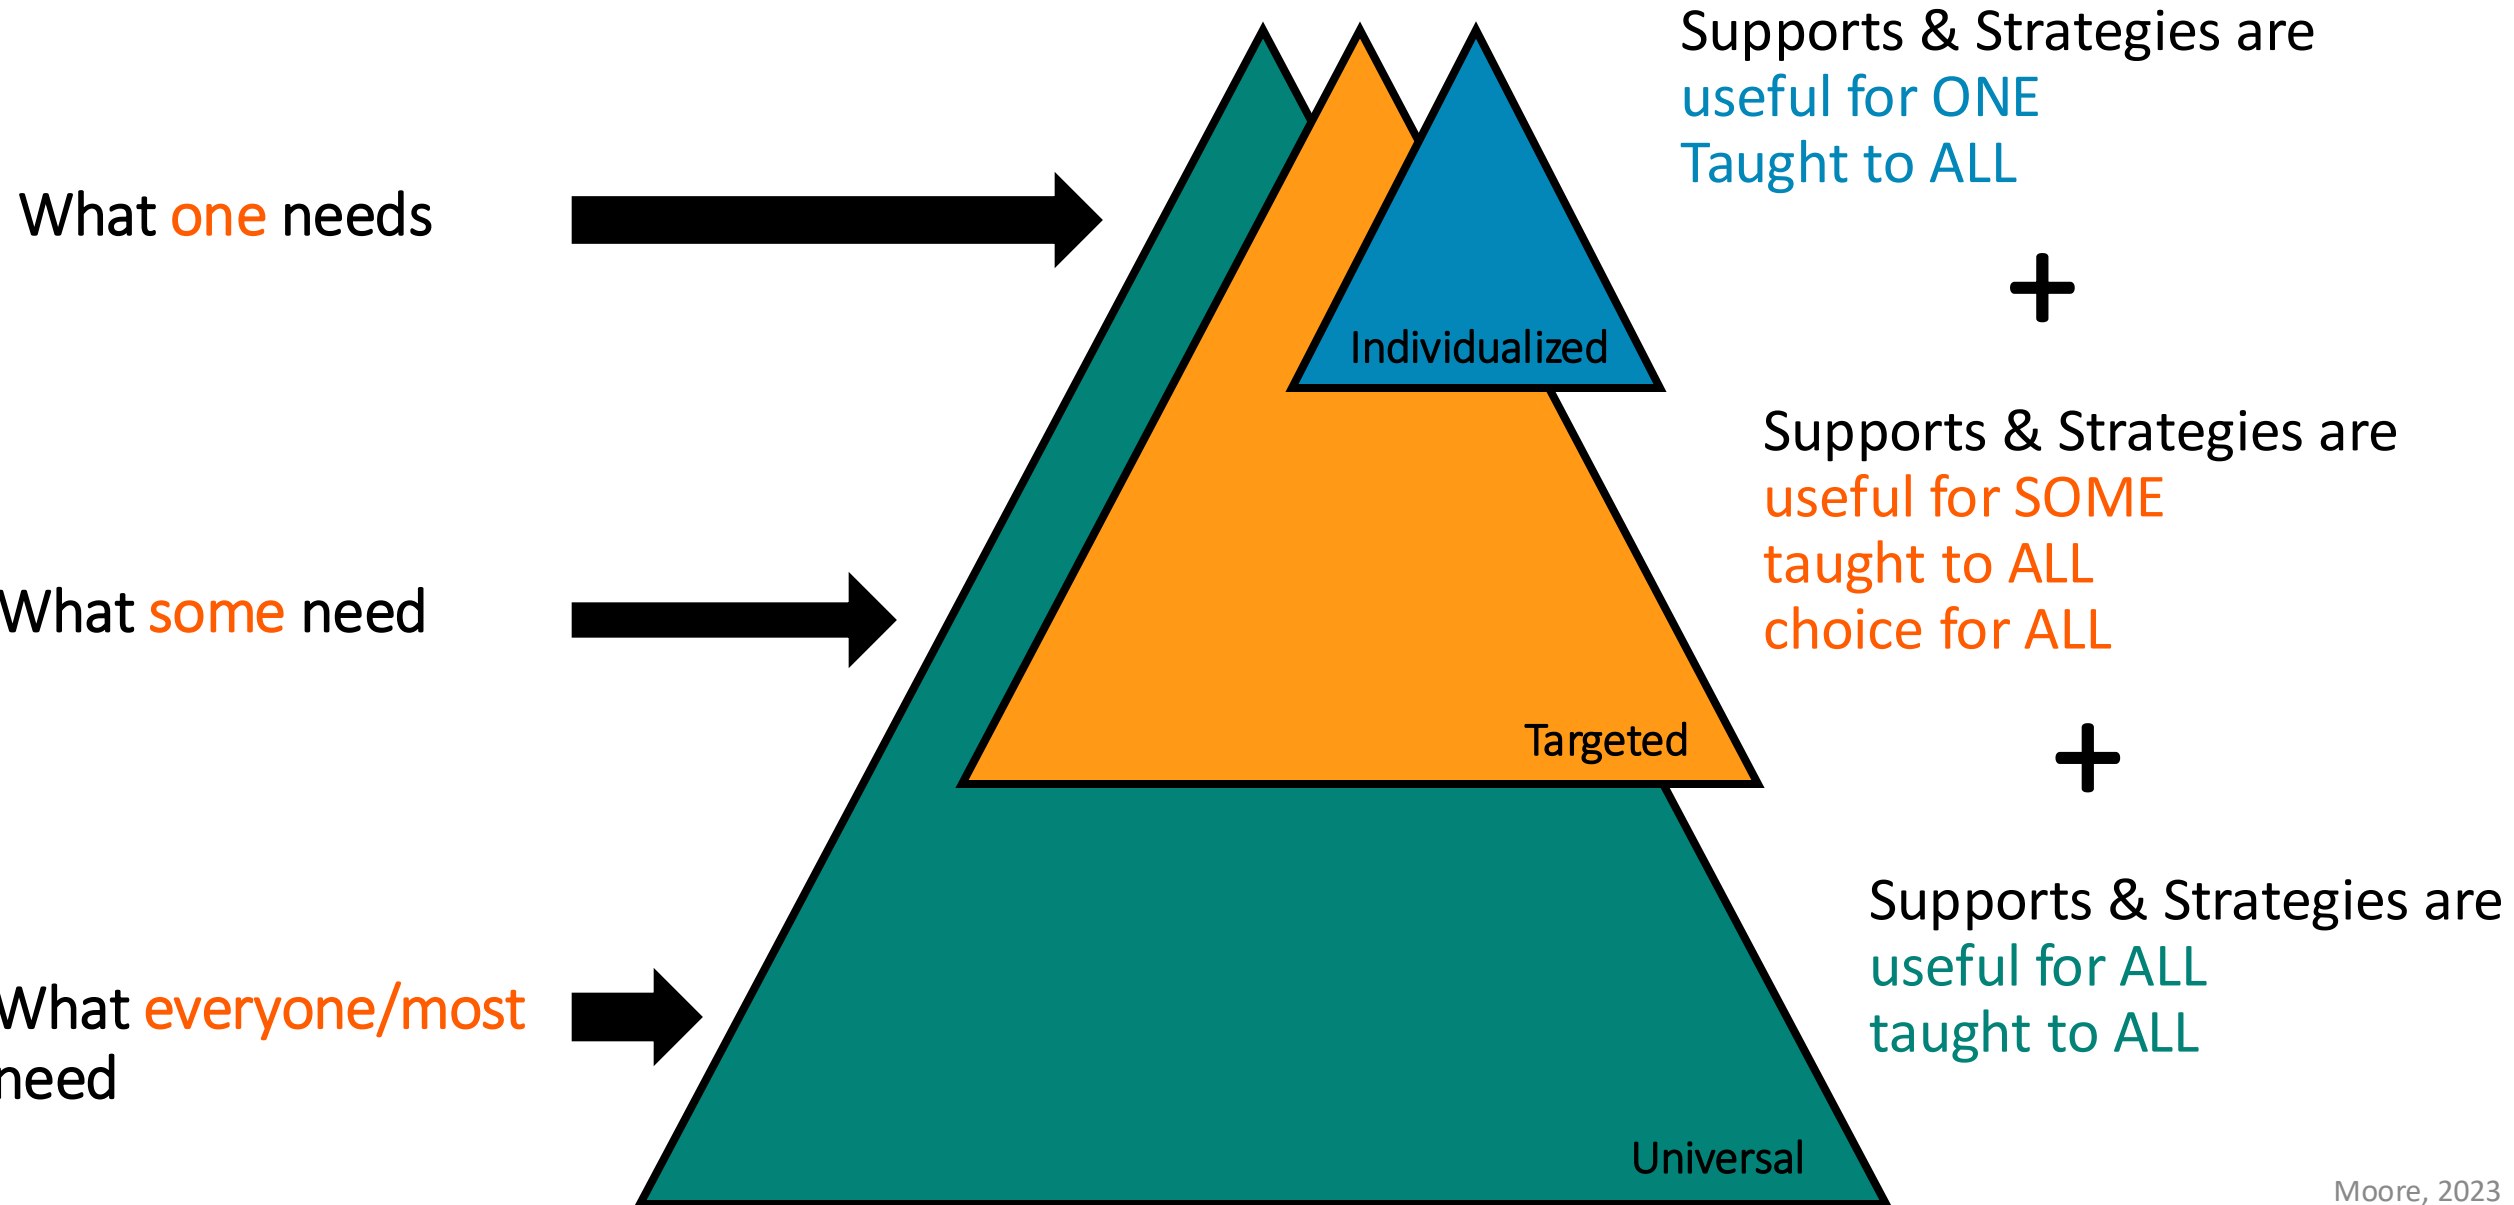 Supports & Strategies are
useful for ONE
Taught to ALL
What one needs
+
Individualized
Supports & Strategies are
useful for SOME
taught to ALL
choice for ALL
What some need
Targeted
+
Supports & Strategies are
useful for ALL
taught to ALL
What everyone/most
need
Universal
Moore, 2023